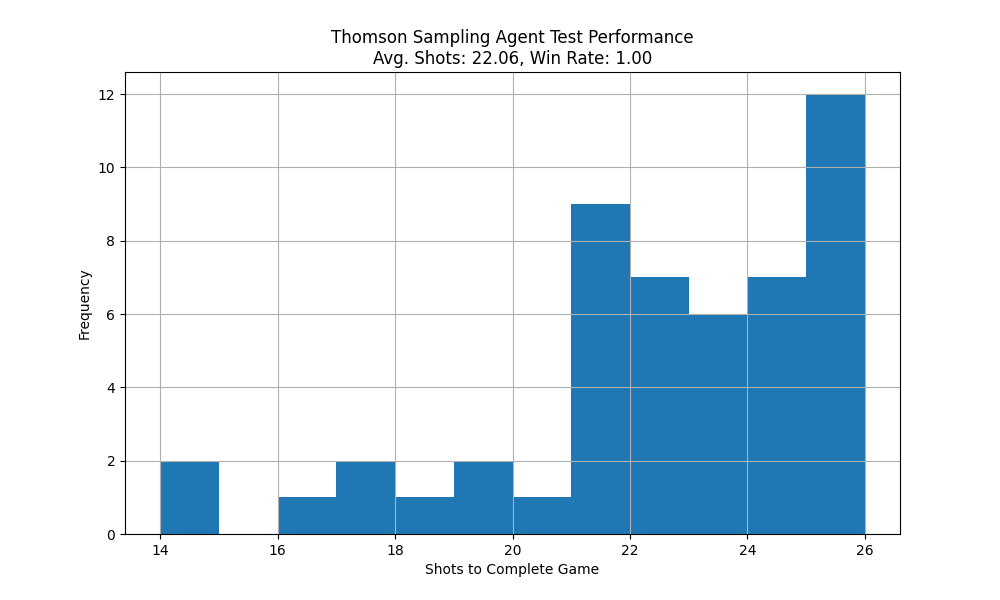 Thomson Sampling Agent Test Performance
Avg. Shots: 22.06, Win Rate: 1.00
12
10
8
6
4
2
0
Frequency
14 16 18 20 22 24 26
Shots to Complete Game